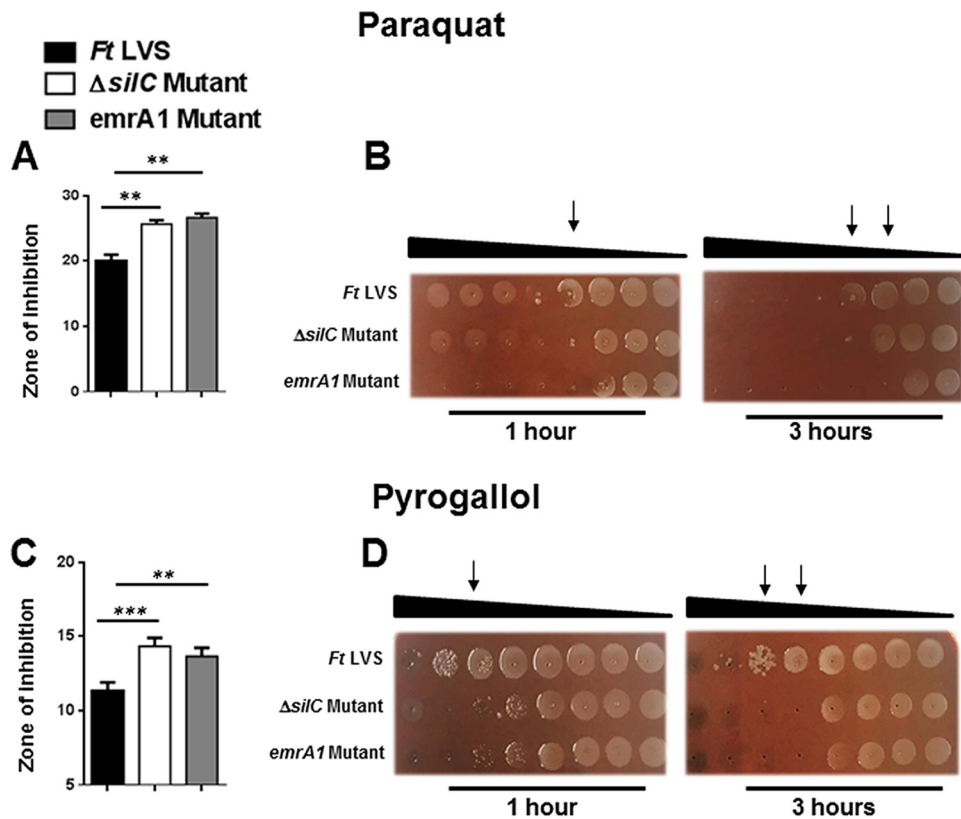 Paraquat
Ft LVS
ΔsilC Mutant
emrA1 Mutant
A
**
**
30
20
10
0
Zone of Inhibition
B
Ft LVS
ΔsilC Mutant
emrA1 Mutant
1 hour
3 hours
Pyrogallol
C
**
***
20
15
10
5
Zone of Inhibition
D
Ft LVS
ΔsilC Mutant
emrA1 Mutant
1 hour
3 hours